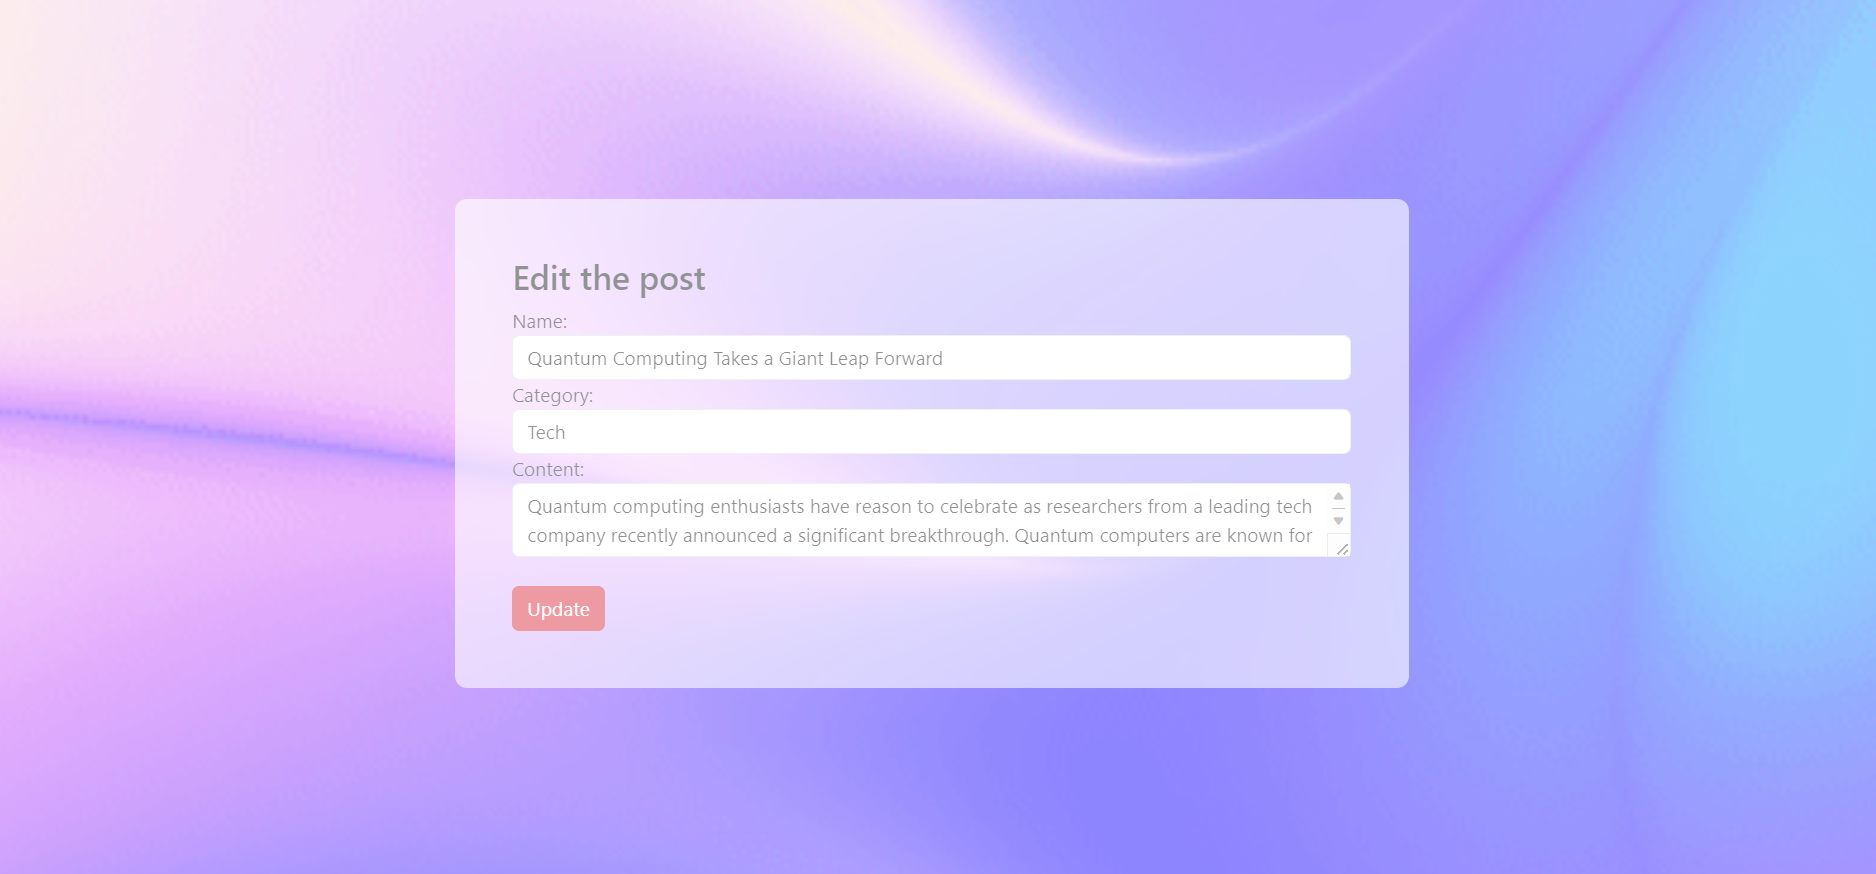 Edit the post
Name:
Quantum Computing Takes a Giant Leap Forward
Category:
Tech
Content:
Quantum computing enthusiasts have reason to celebrate as researchers from a leading tech
company recently announced a significant breakthrough. Quantum computers are known for
Update